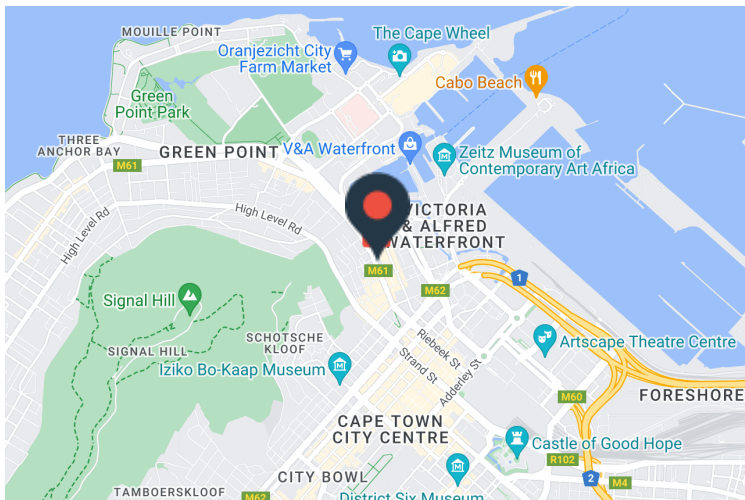 MOUILLE POINT
The Cape Wheel
Oranjezicht City
Farm Market
Cabo Beach
Green
Point Park
THREE
ANCHOR BAY
M61
GREEN POINT
V&A Waterfront
Zeitz Museum of
Contemporary Art Africa
High Level Rd
High Level Rd
VICTORIA
& ALFRED
WATERFRONT
M61
1
M62
Signal Hill
SCHOTSCHE
KLOOF
SIGNAL HILL
Riebeek St
Artscape Theatre Centre
Iziko Bo-Kaap Museum
Strand St
Adderley St
M60
FORESHORE
CAPE TOWN
CITY CENTRE
Castle of Good Hope
R102
CITY BOWL
2
M4
TAMBOERSKLOOF
M62
District Six Museum